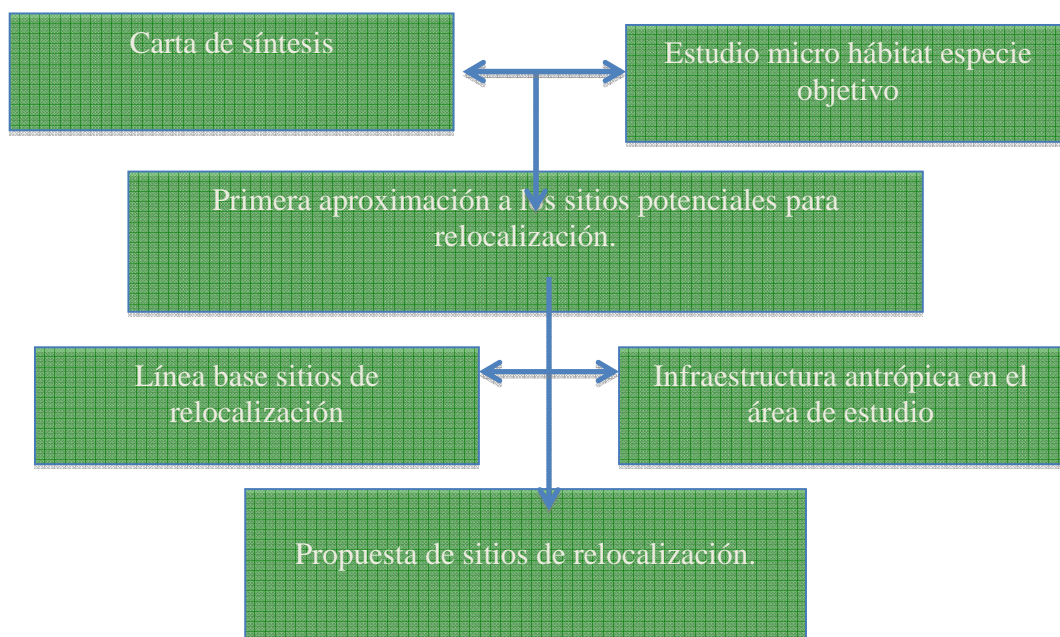 Carta de síntesis
Estudio micro hábitat especie
objetivo
Primera aproximación a los sitios potenciales para
relocalización.
Línea base sitios de
relocalización
Infraestructura antrópica en el
área de estudio
Propuesta de sitios de relocalización.